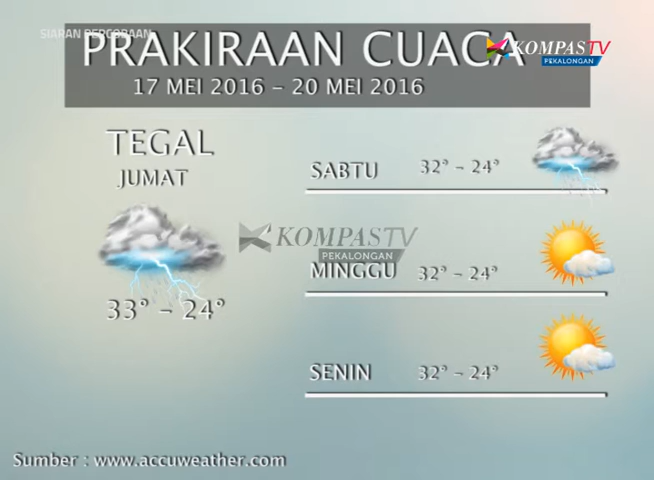 SIARAN PERCOBAAN
PRAKIRAAN CUACA
KOMPASTV
PEKALONGAN
17 MEI 2016 - 20 MEI 2016
TEGAL
JUMAT
33° - 24°
SABTU 32° - 24°
KOMPASTV
PEKALONGAN
MINGGU 32° - 24°
SENIN 32° - 24°
Sumber : www.accuweather.com